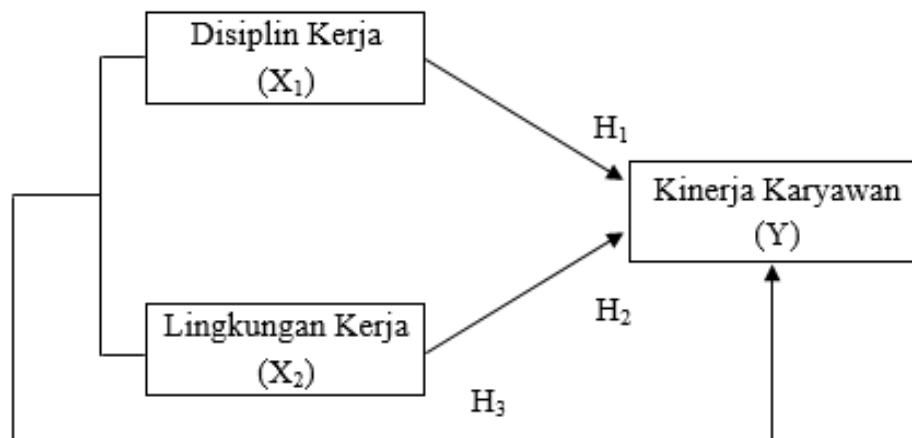 Disiplin Kerja
(X₁)
H₁
Kinerja Karyawan
(Y)
Lingkungan Kerja
(X₂)
H₂
H₃